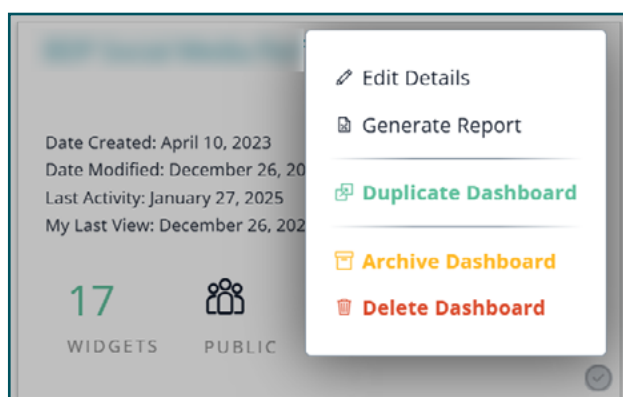 Date Created: April 10, 2023
Date Modified: December 26, 20
Last Activity: January 27, 2025
My Last View: December 26, 202
17
WIDGETS
PUBLIC
Edit Details
Generate Report
Duplicate Dashboard
Archive Dashboard
Delete Dashboard